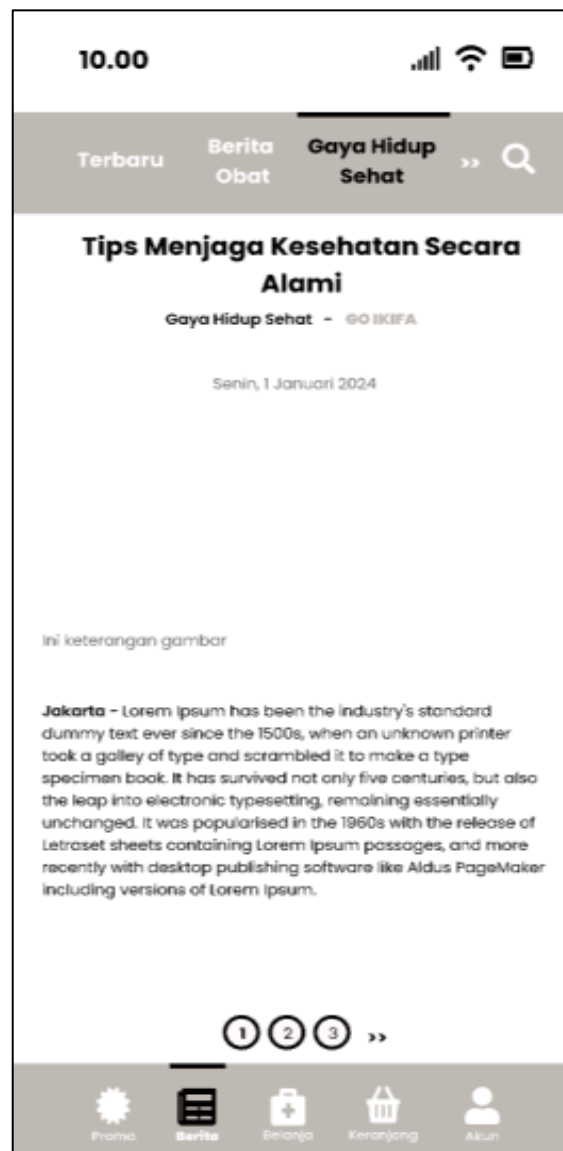 10.00
Terbaru
Berita
Obat
Gaya Hidup
Sehat
>>
Tips Menjaga Kesehatan Secara
Alami
Gaya Hidup Sehat - GO IKIFA
Senin, 1 Januari 2024
Ini keterangan gambar
Jakarta - Lorem Ipsum has been the industry's standard
dummy text ever since the 1500s, when an unknown printer
took a galley of type and scrambled it to make a type
specimen book. It has survived not only five centuries, but also
the leap into electronic typesetting, remaining essentially
unchanged. It was popularised in the 1960s with the release of
Letraset sheets containing Lorem Ipsum passages, and more
recently with desktop publishing software like Aldus PageMaker
including versions of Lorem Ipsum.
1 2 3 >>
Promo Berita Belanja Keranjang Akun